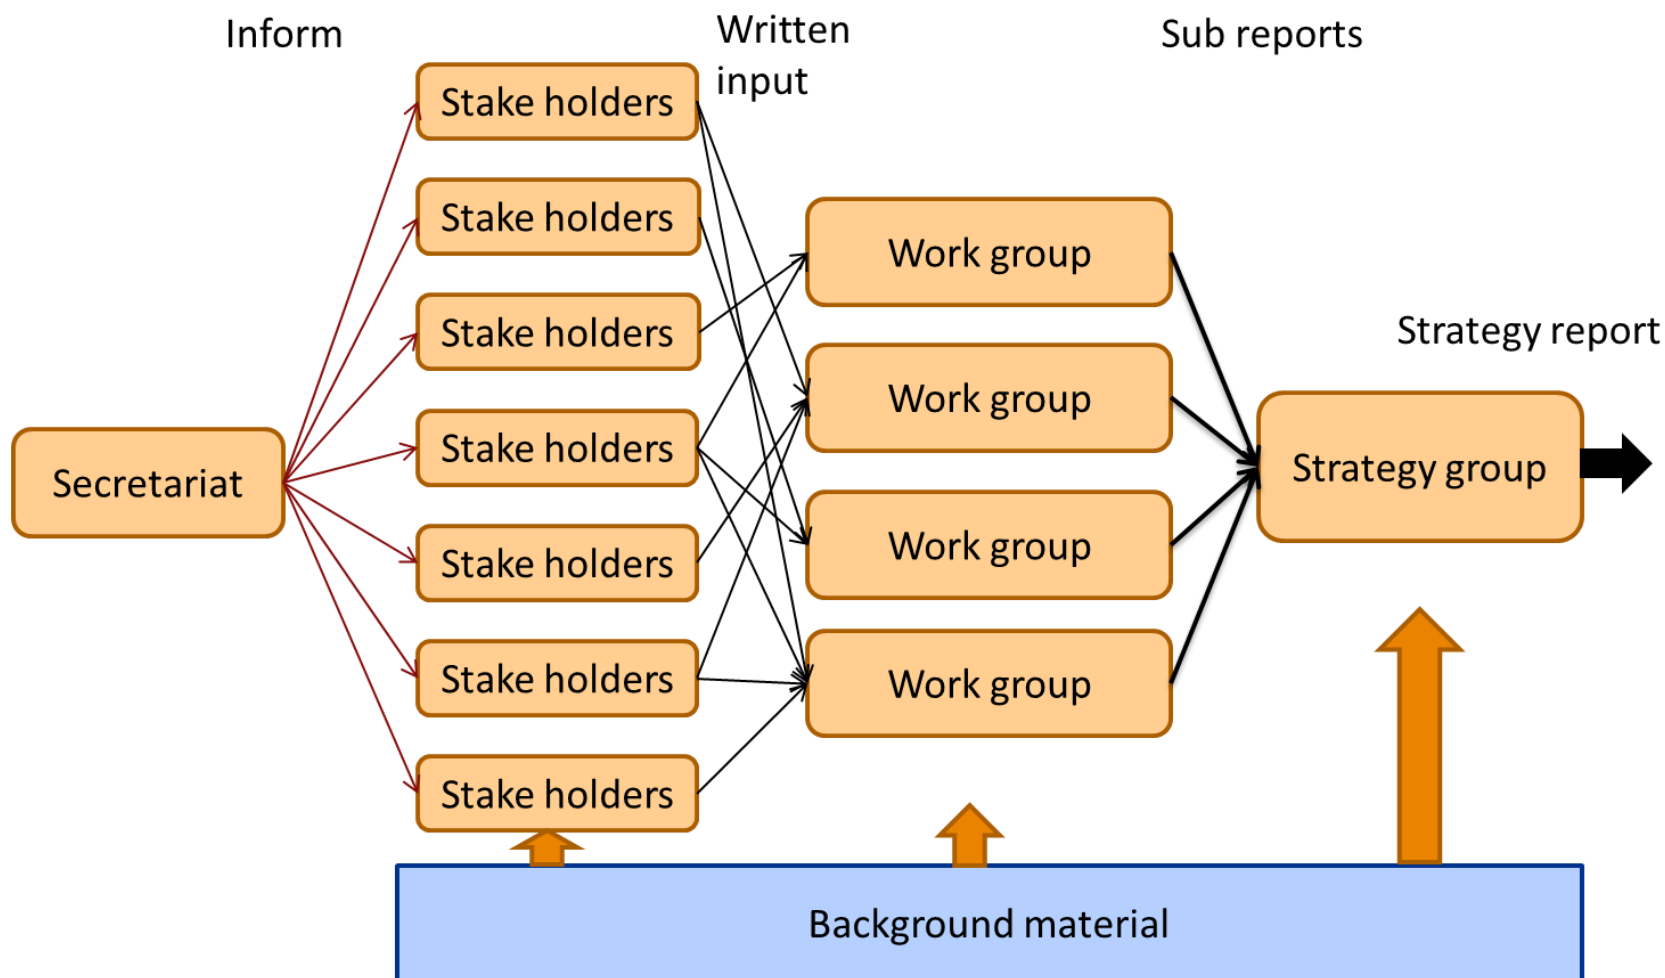 Inform
Written
input
Sub reports
Stake holders
Stake holders
Stake holders
Stake holders
Stake holders
Stake holders
Stake holders
Work group
Work group
Work group
Work group
Strategy report
Secretariat
Strategy group
Background material